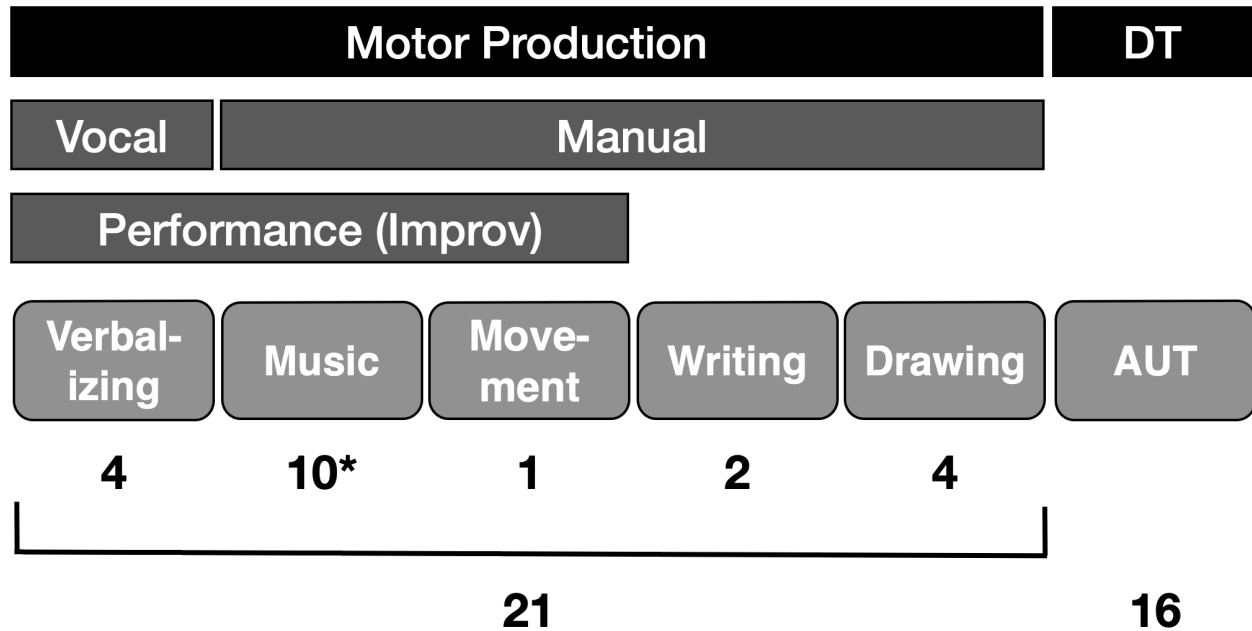 Motor Production DT
Vocal Manual
Performance (Improv)
Verbal-
izing
Music
Move-
ment
Writing
Drawing
AUT
4 10* 1 2 4
21 16